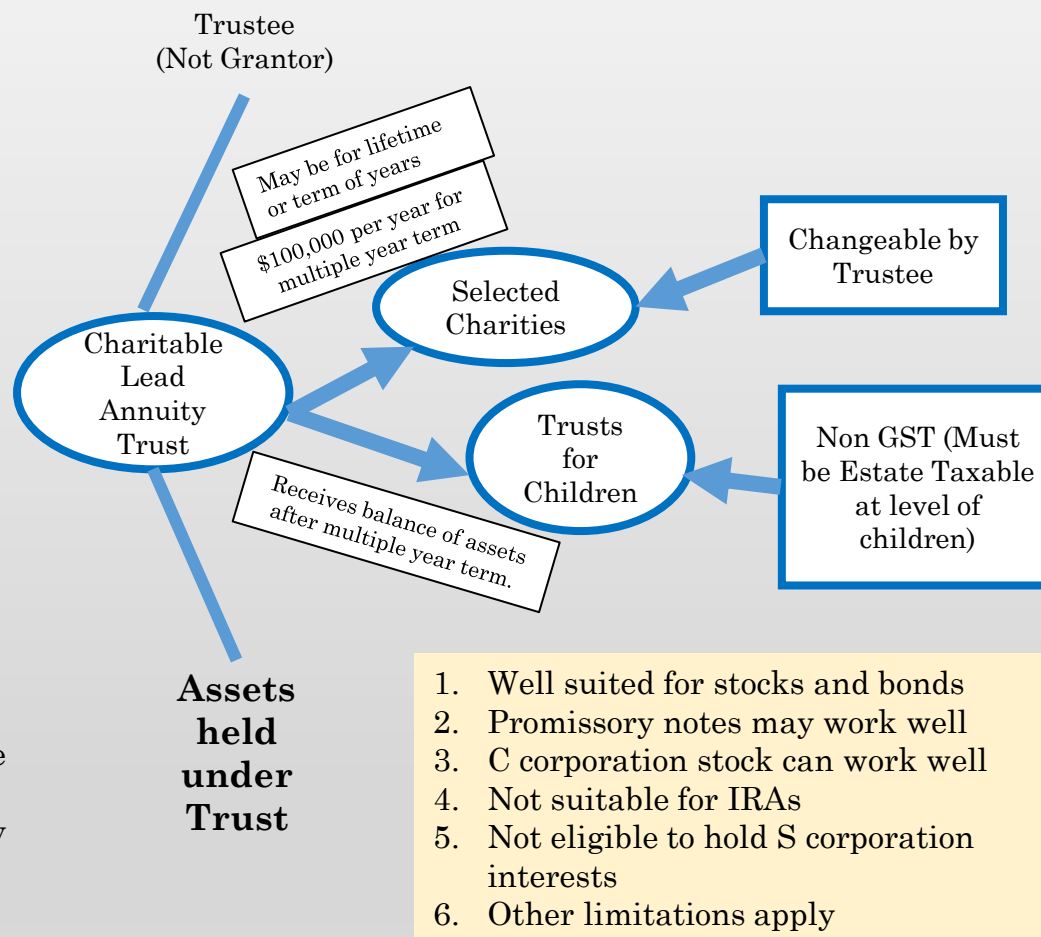 Trustee
(Not Grantor)
May be for lifetime
or term of years
$100,000 per year for
multiple year term
Selected
Charities
Changeable by
Trustee
Charitable
Lead
Annuity
Trust
Trusts
for
Children
Non GST (Must
be Estate Taxable
at level of
children)
Receives balance of assets
after multiple year term.
Assets
held
under
Trust
1. Well suited for stocks and bonds
2. Promissory notes may work well
3. C corporation stock can work well
4. Not suitable for IRAs
5. Not eligible to hold S corporation
interests
6. Other limitations apply